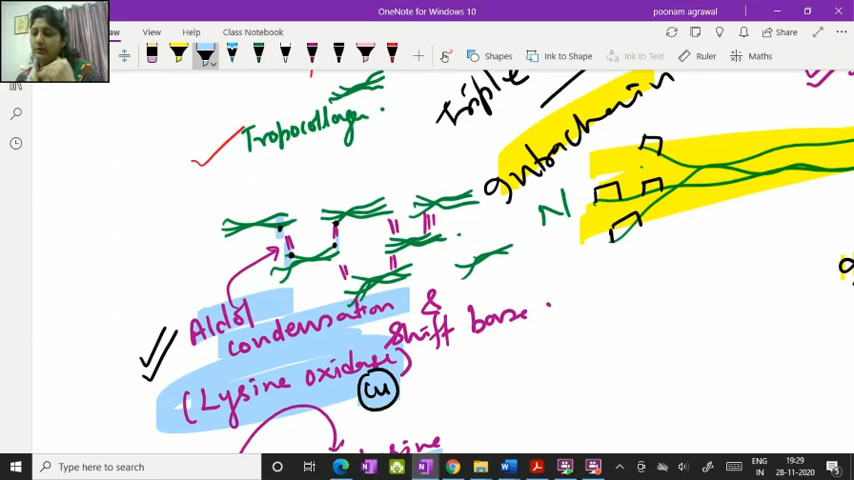 OneNote for Windows 10
poonam agrawal
View
Help
Class Notebook
Share
Shapes
Ink to Shape
Ink to Text
Ruler
Maths
Triple
Tropocollagen.
Intrachain
N
Aldol
condensation &
Shiff base.
(Lysine oxidase)
Cu
Type here to search
ENG
IN
19:29
28-11-2020
5